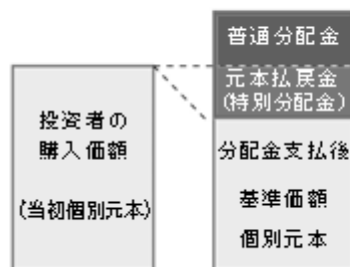 投資者の
購入価額
(当初個別元本)
普通分配金
元本払戻金
(特別分配金)
分配金支払後
基準価額
個別元本